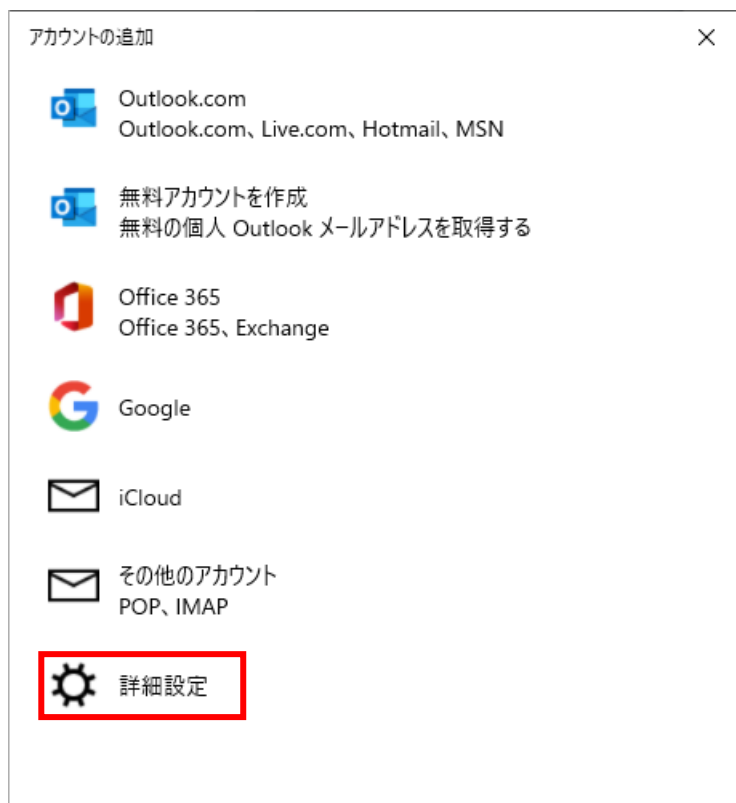 アカウントの追加
Outlook.com
Outlook.com、Live.com、Hotmail、MSN
無料アカウントを作成
無料の個人 Outlook メールアドレスを取得する
Office 365
Office 365、Exchange
Google
iCloud
その他のアカウント
POP、IMAP
詳細設定